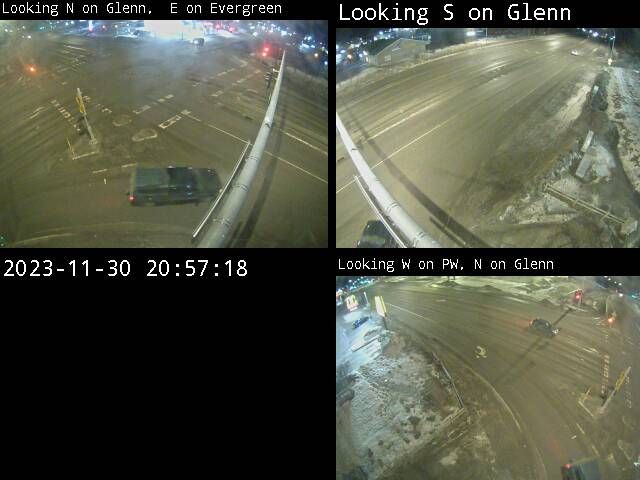 Looking N on Glenn,  E on Evergreen
Looking S on Glenn
2023-11-30 20:57:18
Looking W on PW, N on Glenn